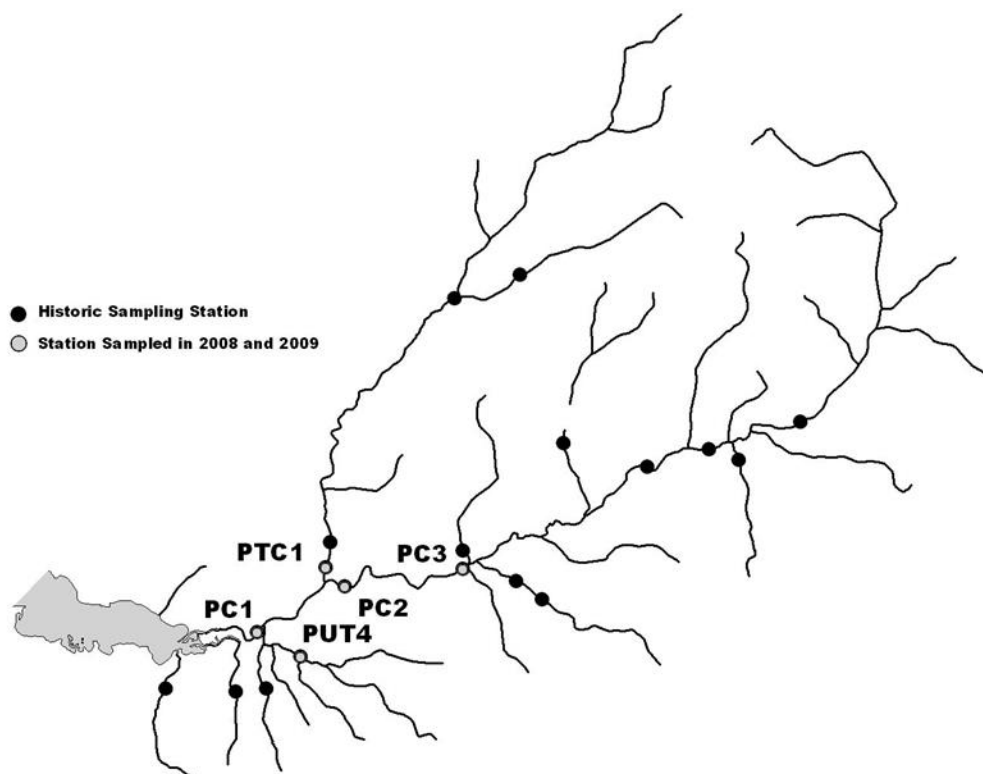 Historic Sampling Station
Station Sampled in 2008 and 2009
PTC1
PC3
PC2
PC1
PUT4